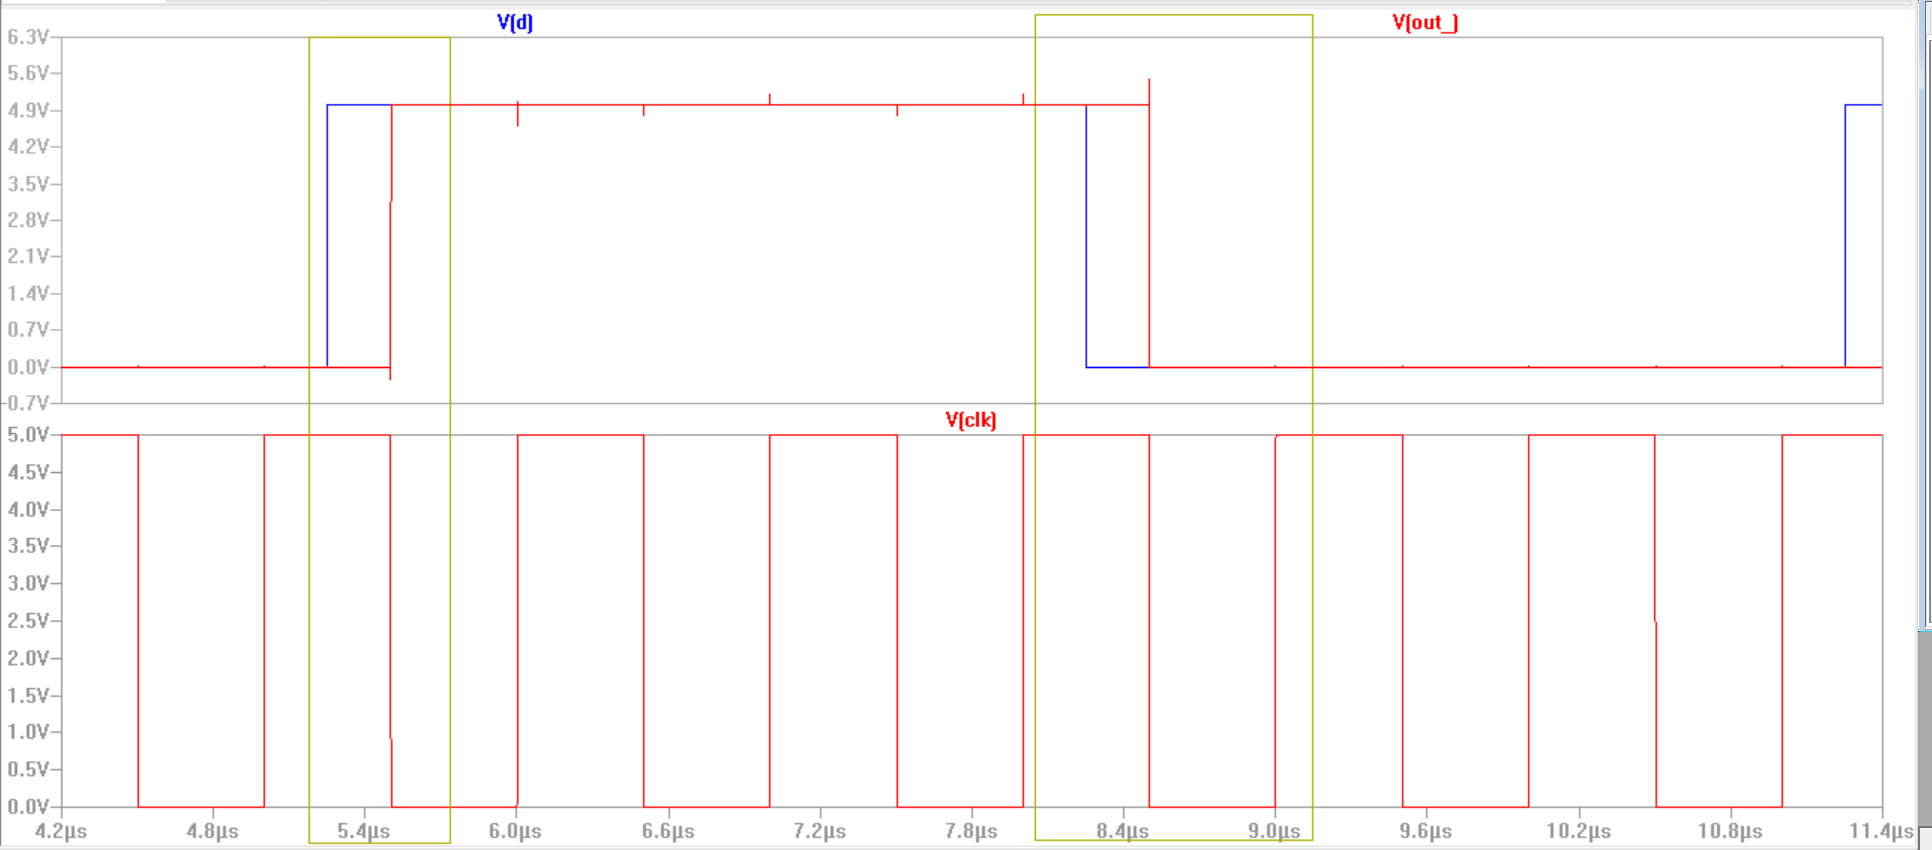 V(d) V(out_)
6.3V
5.6V
4.9V
4.2V
3.5V
2.8V
2.1V
1.4V
0.7V
0.0V
-0.7V
V(clk)
5.0V
4.5V
4.0V
3.5V
3.0V
2.5V
2.0V
1.5V
1.0V
0.5V
0.0V
4.2µs 4.8µs 5.4µs 6.0µs 6.6µs 7.2µs 7.8µs 8.4µs 9.0µs 9.6µs 10.2µs 10.8µs 11.4µs